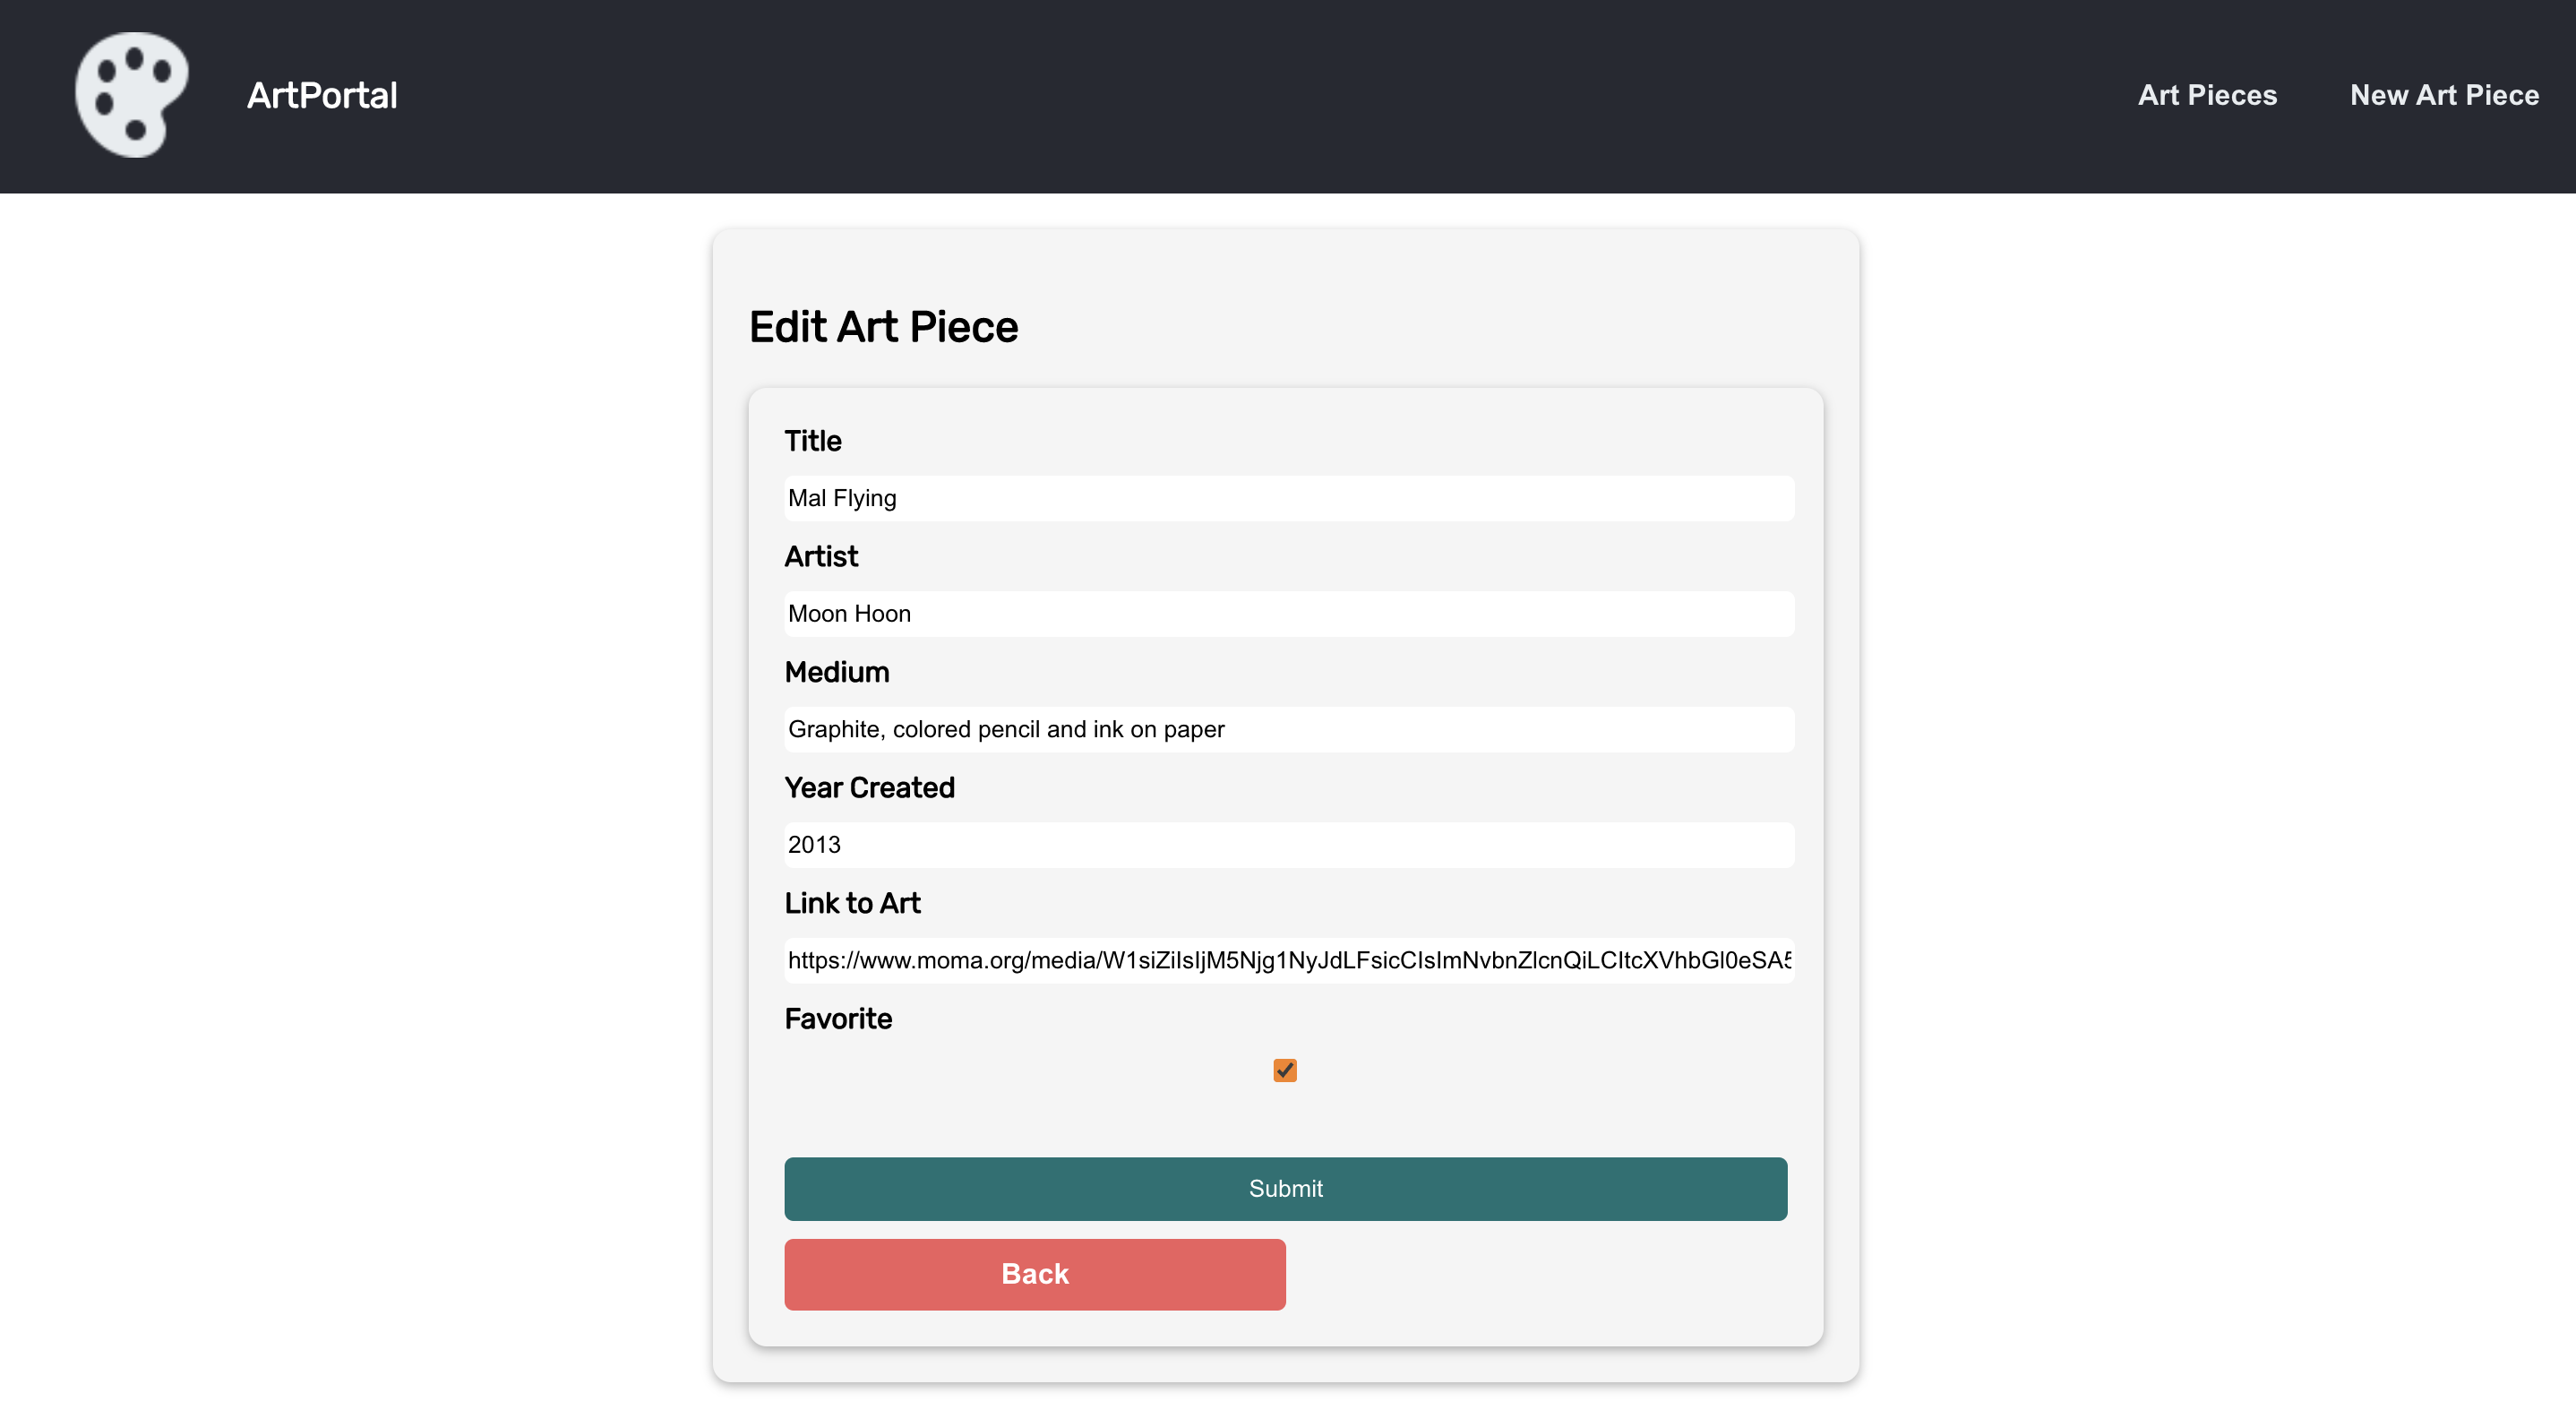 ArtPortal
Art Pieces
New Art Piece
Edit Art Piece
Title
Mal Flying
Artist
Moon Hoon
Medium
Graphite, colored pencil and ink on paper
Year Created
2013
Link to Art
https://www.moma.org/media/W1siZiIsIjM5Njg1NyJdLFsicCIsImNvbnZlcnQiLCItcXVhbGl0eSA5
Favorite
Submit
Back